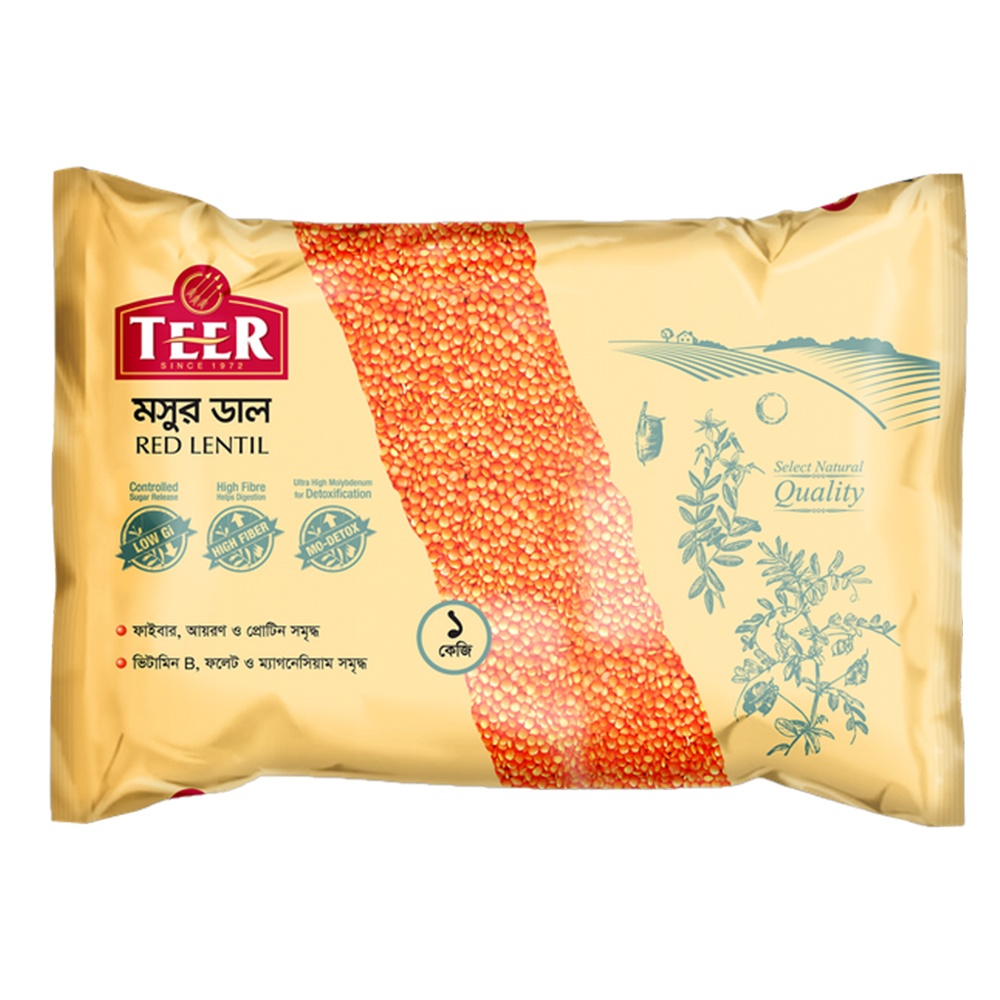 TEER
SINCE 1972
মসুর ডাল
RED LENTIL
Controlled
Sugar Release
LOW GI
High Fibre
Helps Digestion
HIGH FIBER
Ultra High Molybdenum
for Detoxification
MO-DETOX
ফাইবার, আয়রণ ও প্রোটিন সমৃদ্ধ
ভিটামিন B, ফলেট ও ম্যাগনেসিয়াম সমৃদ্ধ
১
কেজি
Select Natural
Quality